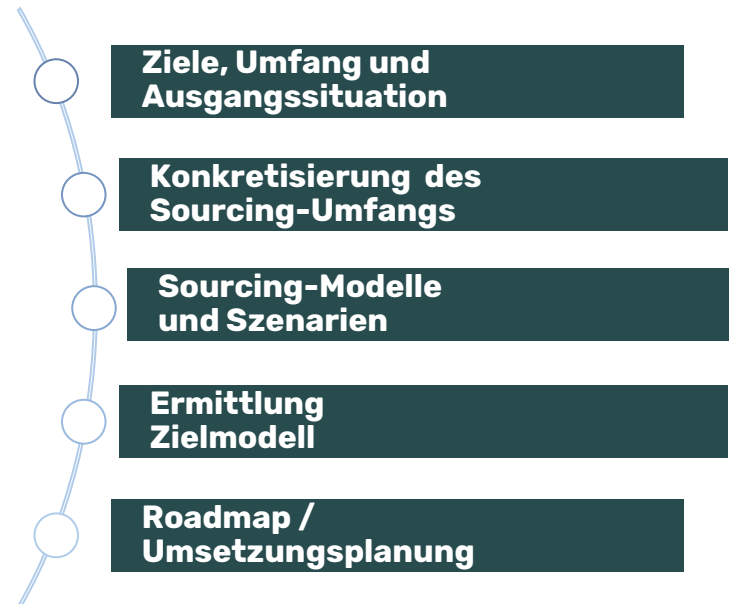 Ziele, Umfang und
Ausgangssituation
Konkretisierung des
Sourcing-Umfangs
Sourcing-Modelle
und Szenarien
Ermittlung
Zielmodell
Roadmap /
Umsetzungsplanung